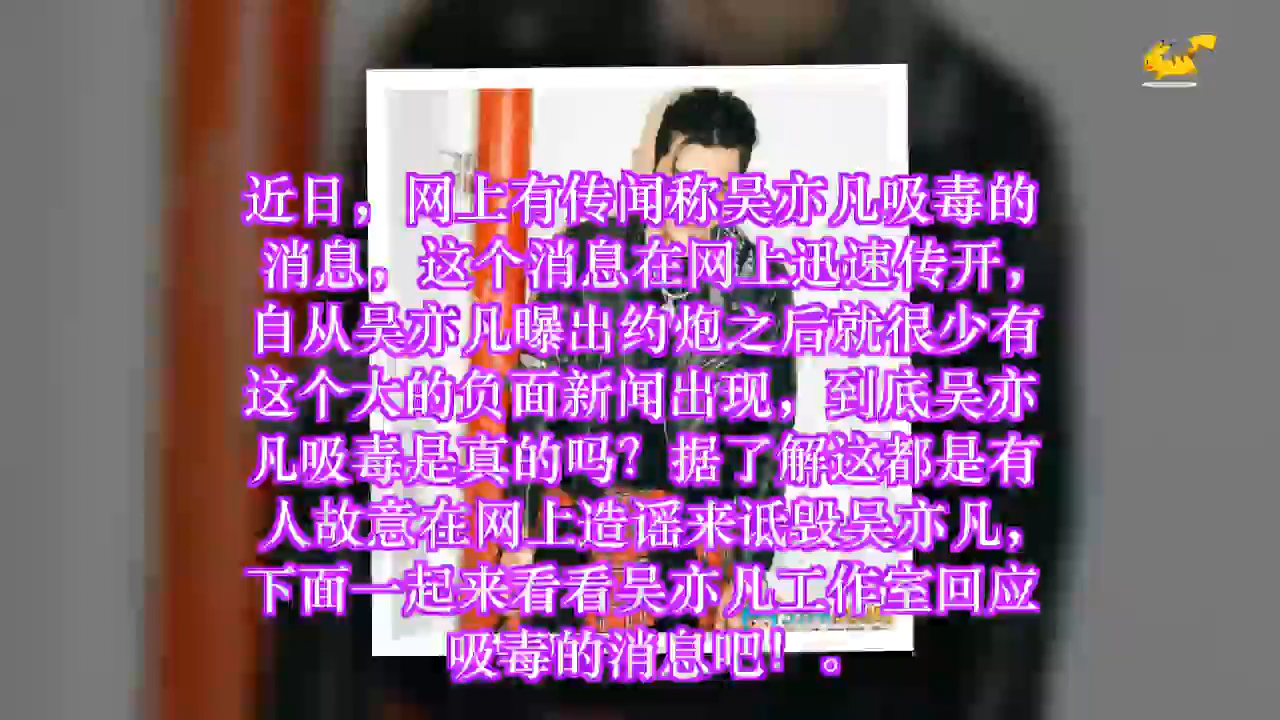 近日，网上有传闻称吴亦凡吸毒的
消息，这个消息在网上迅速传开，
自从吴亦凡曝出约炮之后就很少有
这个大的负面新闻出现，到底吴亦
凡吸毒是真的吗？据了解这都是有
人故意在网上造谣来诋毁吴亦凡，
下面一起来看看吴亦凡工作室回应
吸毒的消息吧！。